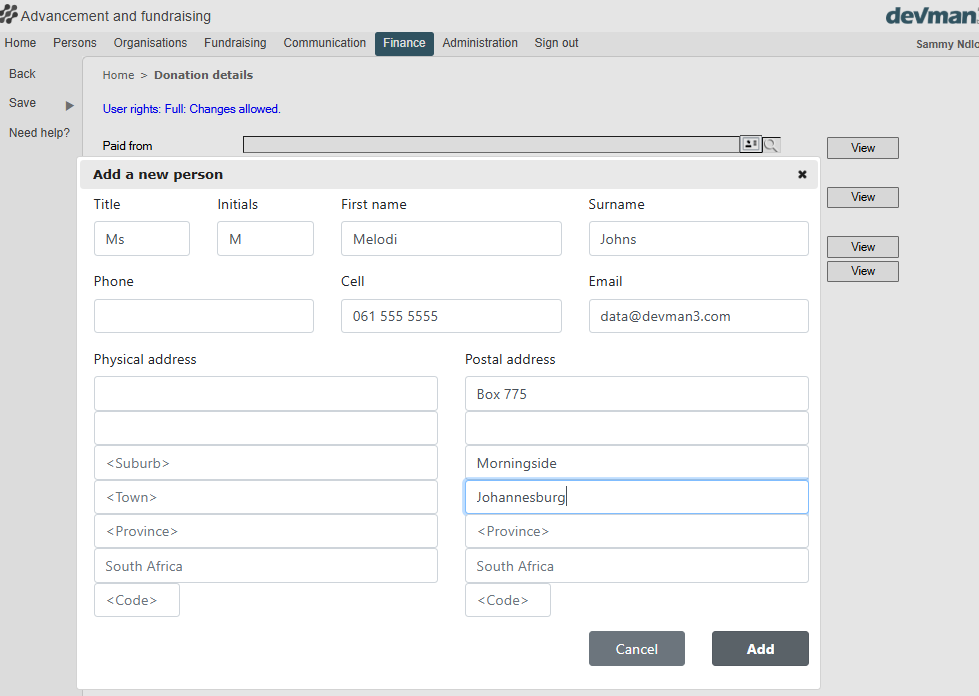 Advancement and fundraising
devman3
Home Persons Organisations Fundraising Communication Finance Administration Sign out
Sammy
Back
Save
Need help?
Home > Donation details
User rights: Full: Changes allowed.
Paid from
View
View
View
View
Add a new person
Title Initials First name Surname
Ms M Melodi Johns
Phone Cell Email
061 555 5555 data@devman3.com
Physical address Postal address
Box 775
<Suburb> Morningside
<Town> Johannesburg
<Province> <Province>
South Africa South Africa
<Code> <Code>
Cancel Add